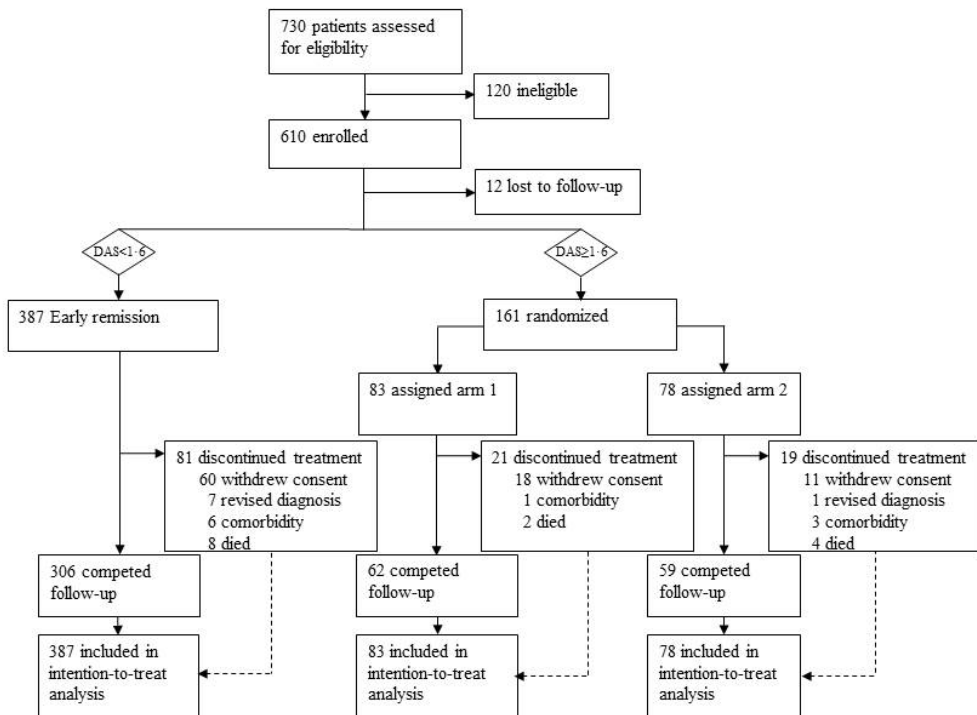 730 patients assessed
for eligibility
120 ineligible
610 enrolled
12 lost to follow-up
DAS<1·6
DAS≥1·6
387 Early remission
161 randomized
83 assigned arm 1
78 assigned arm 2
81 discontinued treatment
60 withdrew consent
7 revised diagnosis
6 comorbidity
8 died
21 discontinued treatment
18 withdrew consent
1 comorbidity
2 died
19 discontinued treatment
11 withdrew consent
1 revised diagnosis
3 comorbidity
4 died
306 competed
follow-up
62 competed
follow-up
59 competed
follow-up
387 included in
intention-to-treat
analysis
83 included in
intention-to-treat
analysis
78 included in
intention-to-treat
analysis